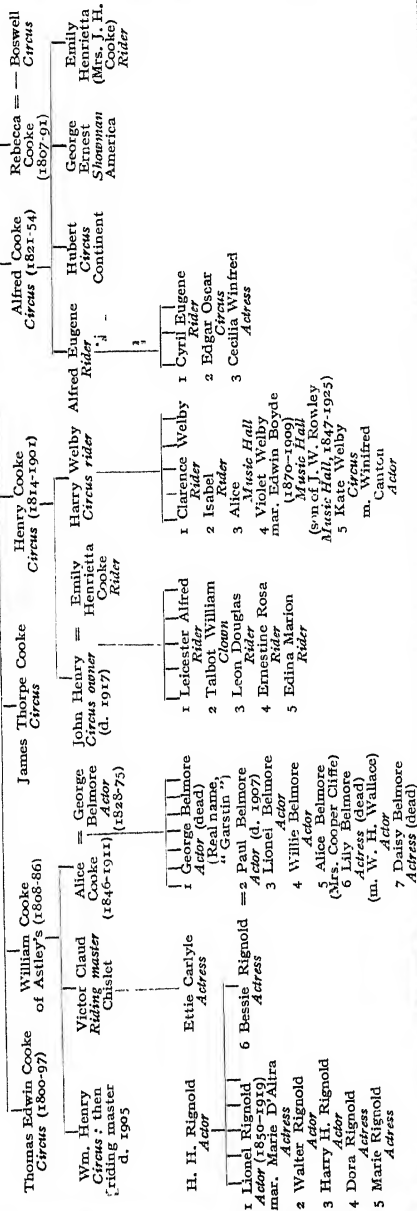 Thomas Edwin Cooke
Circus (1800-97)
William Cooke
of Astley's (1808-86)
James Thorpe Cooke
Circus
Henry Cooke
Circus (1814-1901)
Alfred Cooke
Circus (1821-54)
Rebecca = — Boswell
Cooke Circus
(1807-91)
Wm. Henry
Circus : then
riding master
d. 1995
Victor Claud
Riding master
Chislet
Alice = George
Cooke Belmore
(1846-1911) Actor
(1828-75)
John Henry = Emily
Circus owner Henrietta
(d. 1917) Cooke
Rider
Harry Welby
Circus rider
Alfred Eugene
Rider
Hubert
Circus
Continent
George
Ernest
Showman
America
Emily
Henrietta
(Mrs. J. H.
Cooke)
Rider
H. H. Rignold
Actor
Ettie Carlyle
Actress
1 George Belmore
Actor (dead)
(Real name,
"Garstin")
6 Bessie Rignold = 2 Paul Belmore
Actress Actor (d. 1907)
3 Lionel Belmore
Actor
4 Willie Belmore
Actor
5 Alice Belmore
(Mrs. Cooper Cliffe)
6 Lily Belmore
Actress (dead)
(m. W. H. Wallace)
Actor
7 Daisy Belmore
Actress (dead)
1 Leicester Alfred
Rider
2 Talbot William
Clown
3 Leon Douglas
Rider
4 Ernestine Rosa
Rider
5 Edina Marion
Rider
1 Clarence Welby
Rider
2 Isabel
Rider
3 Alice
Music Hall
4 Violet Welby
mar. Edwin Boyde
(1870-1909)
Music Hall
(son of J. W. Rowley
Music Hall, 1847-1925)
5 Kate Welby
Circus
m. Winifred
Canton
Actor
1 Cyril Eugene
Rider
2 Edgar Oscar
Circus
3 Cecilia Winfred
Actress
1 Lionel Rignold
Actor (1850-1919)
mar. Marie D'Altra
Actress
2 Walter Rignold
Actor
3 Harry H. Rignold
Actor
4 Dora Rignold
Actress
5 Marie Rignold
Actress